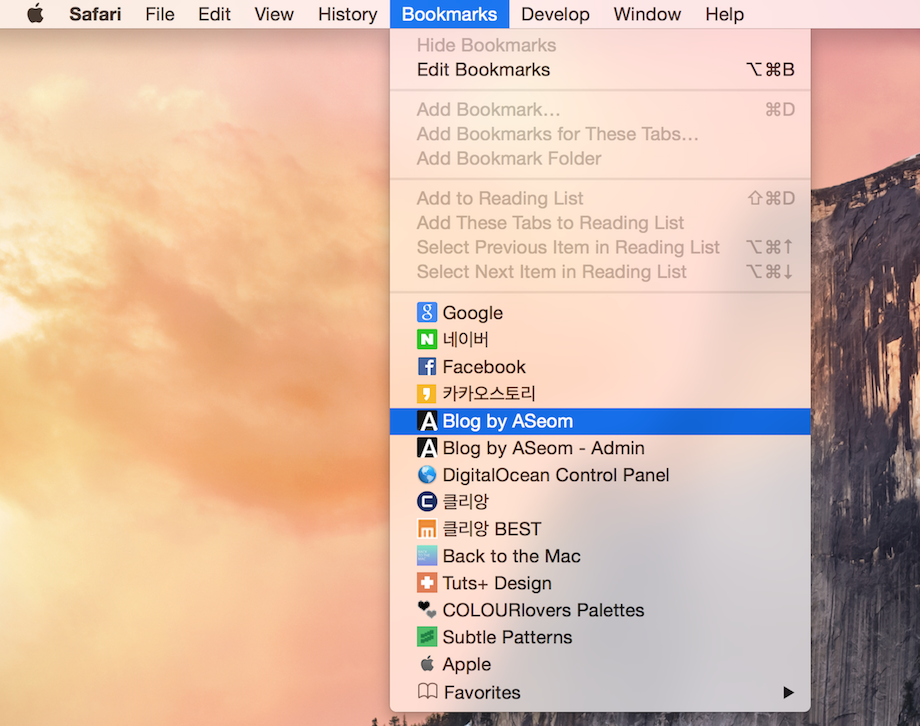 Safari File Edit View History Bookmarks Develop Window Help
Hide Bookmarks
Edit Bookmarks ⌥⌘B
Add Bookmark… ⌘D
Add Bookmarks for These Tabs…
Add Bookmark Folder
Add to Reading List ⇧⌘D
Add These Tabs to Reading List
Select Previous Item in Reading List ⌥⌘↑
Select Next Item in Reading List ⌥⌘↓
Google
네이버
Facebook
카카오스토리
Blog by ASeom
Blog by ASeom - Admin
DigitalOcean Control Panel
클리앙
클리앙 BEST
Back to the Mac
Tuts+ Design
COLOURlovers Palettes
Subtle Patterns
Apple
Favorites